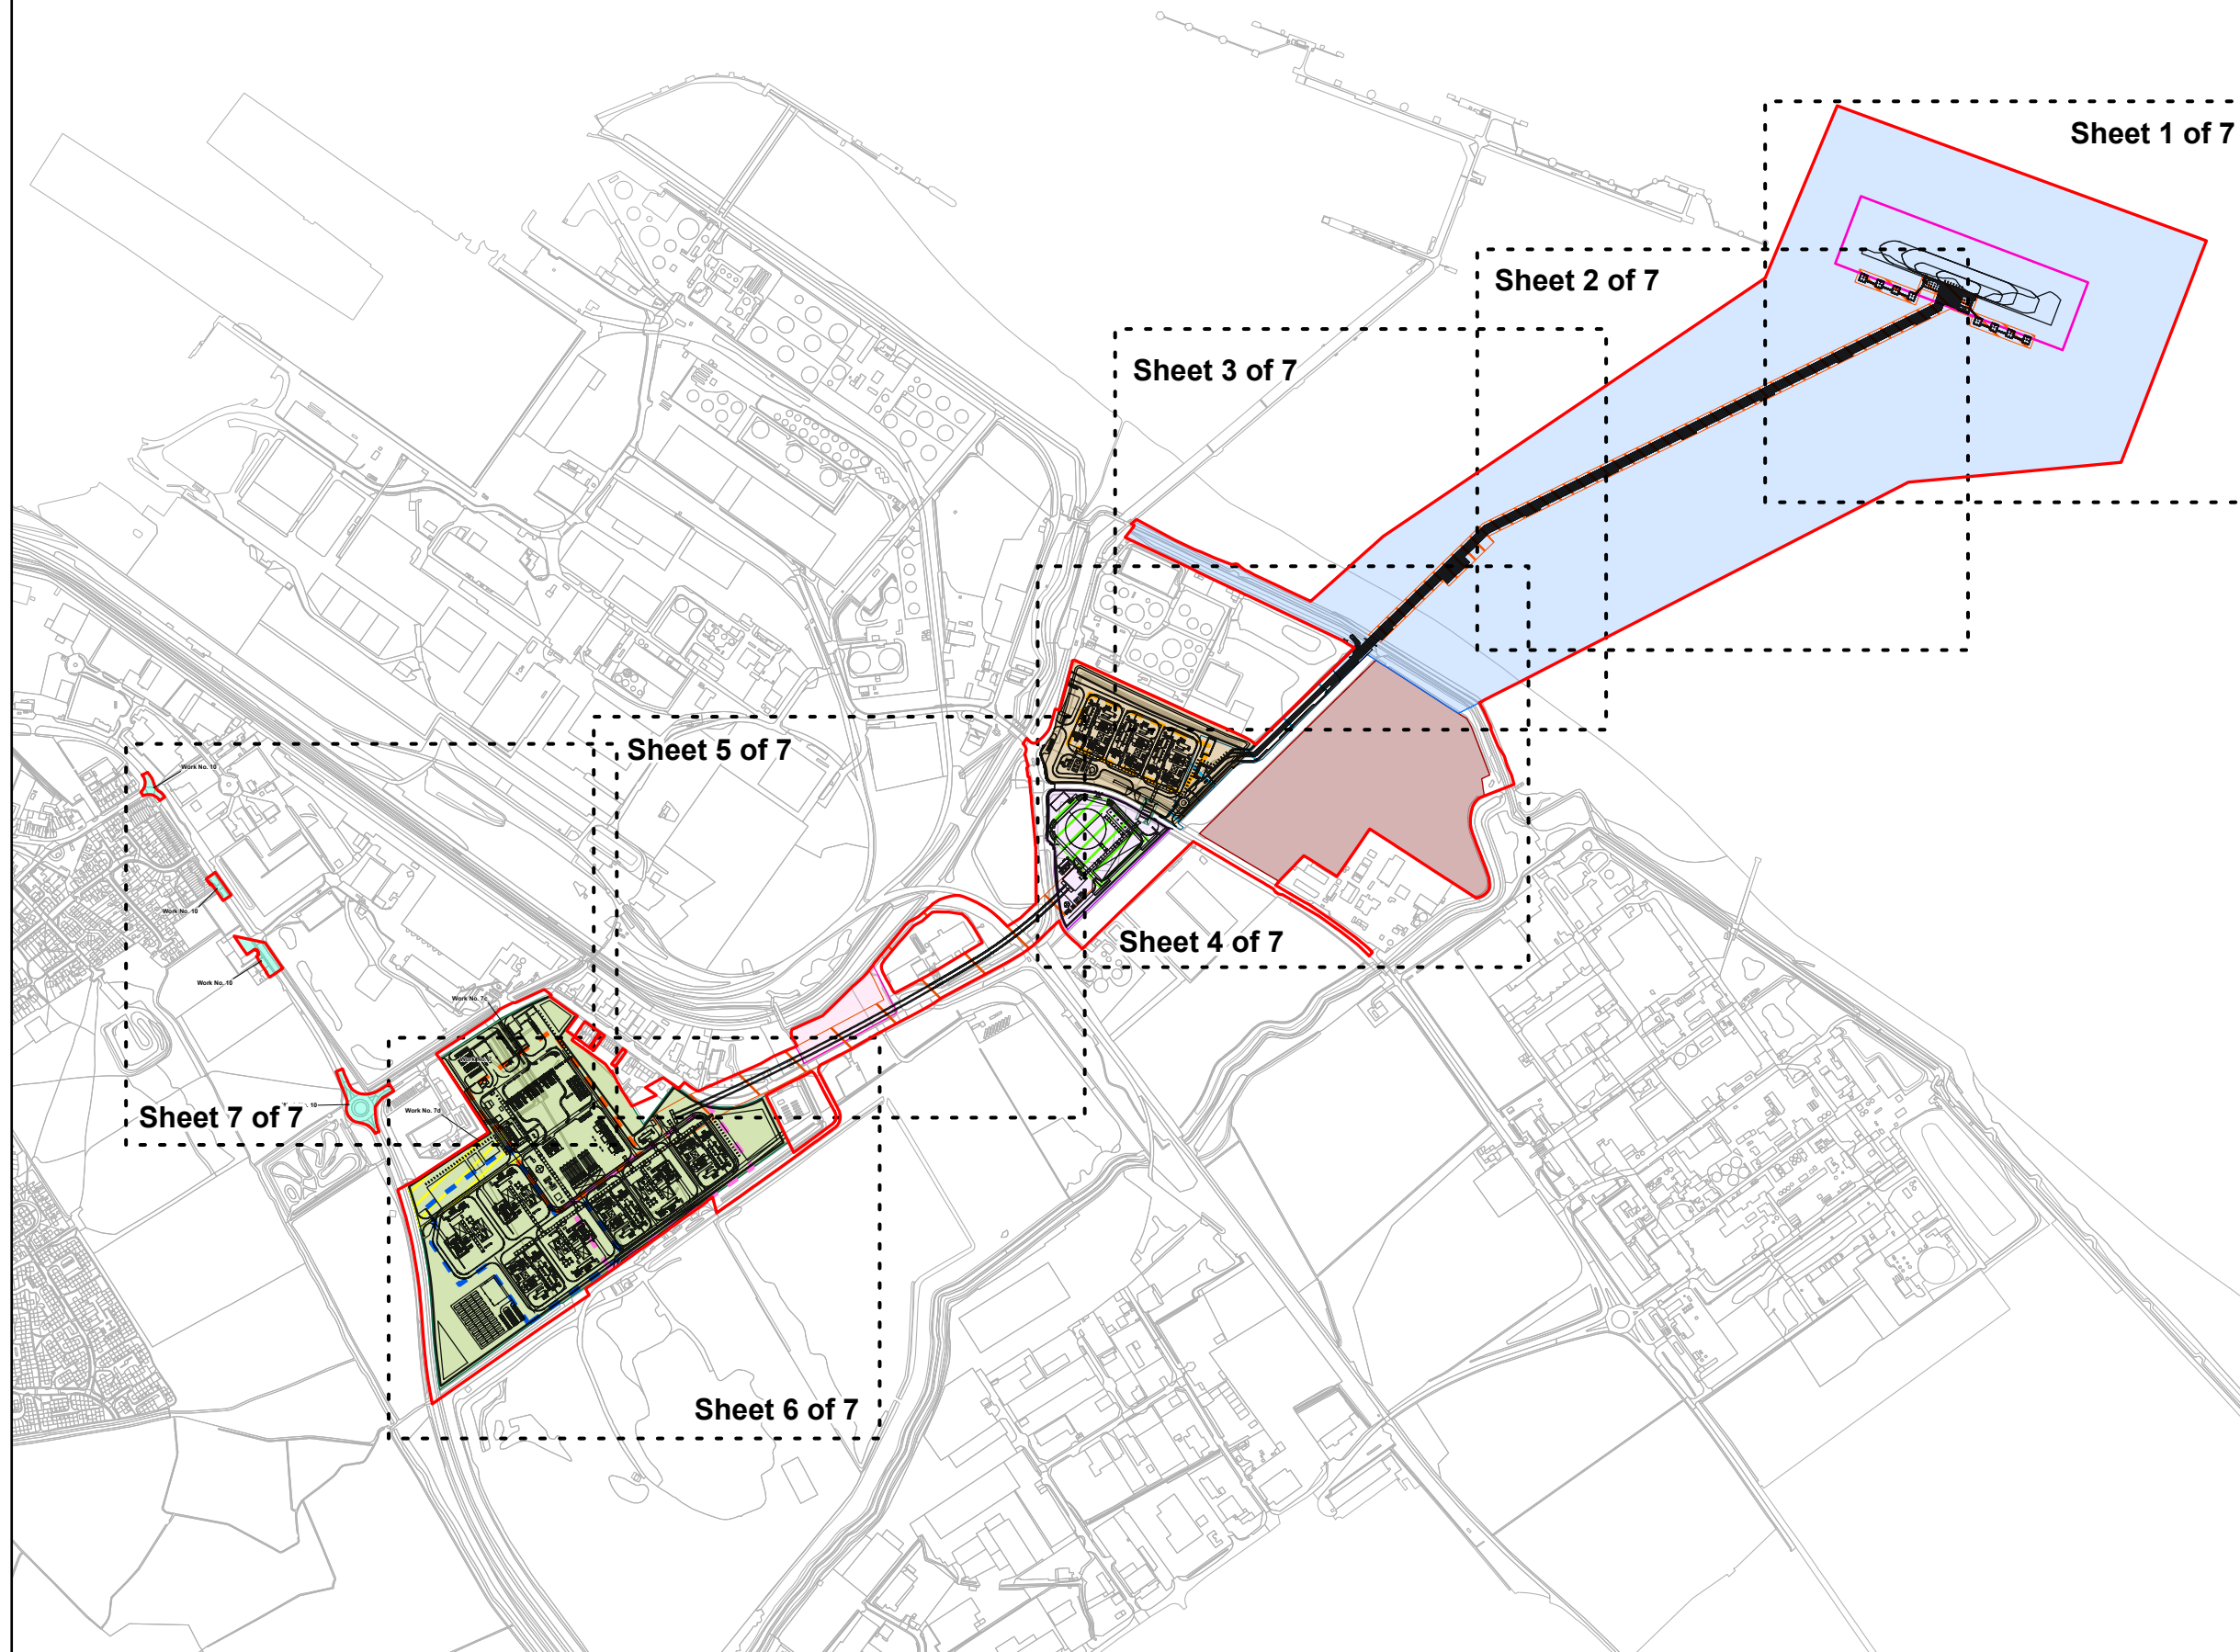 Sheet 1 of 7
Sheet 2 of 7
Sheet 3 of 7
Sheet 5 of 7
Work No. 10
Work No. 10
Sheet 4 of 7
Work No. 10
Work No. 7c
Sheet 7 of 7
10
Work No. 7d
Sheet 6 of 7